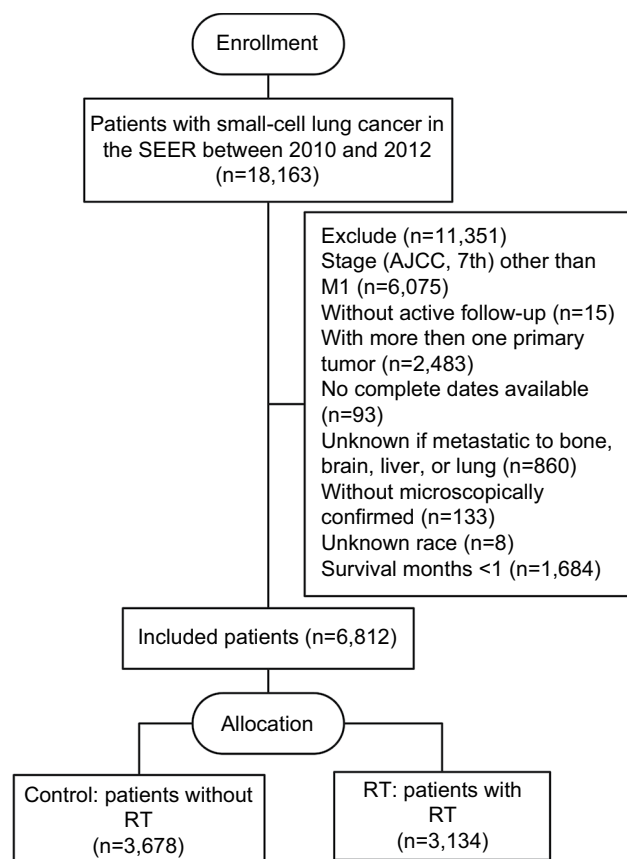 Enrollment
Patients with small-cell lung cancer in
the SEER between 2010 and 2012
(n=18,163)
Exclude (n=11,351)
Stage (AJCC, 7th) other than
M1 (n=6,075)
Without active follow-up (n=15)
With more then one primary
tumor (n=2,483)
No complete dates available
(n=93)
Unknown if metastatic to bone,
brain, liver, or lung (n=860)
Without microscopically
confirmed (n=133)
Unknown race (n=8)
Survival months <1 (n=1,684)
Included patients (n=6,812)
Allocation
Control: patients without
RT
(n=3,678)
RT: patients with
RT
(n=3,134)